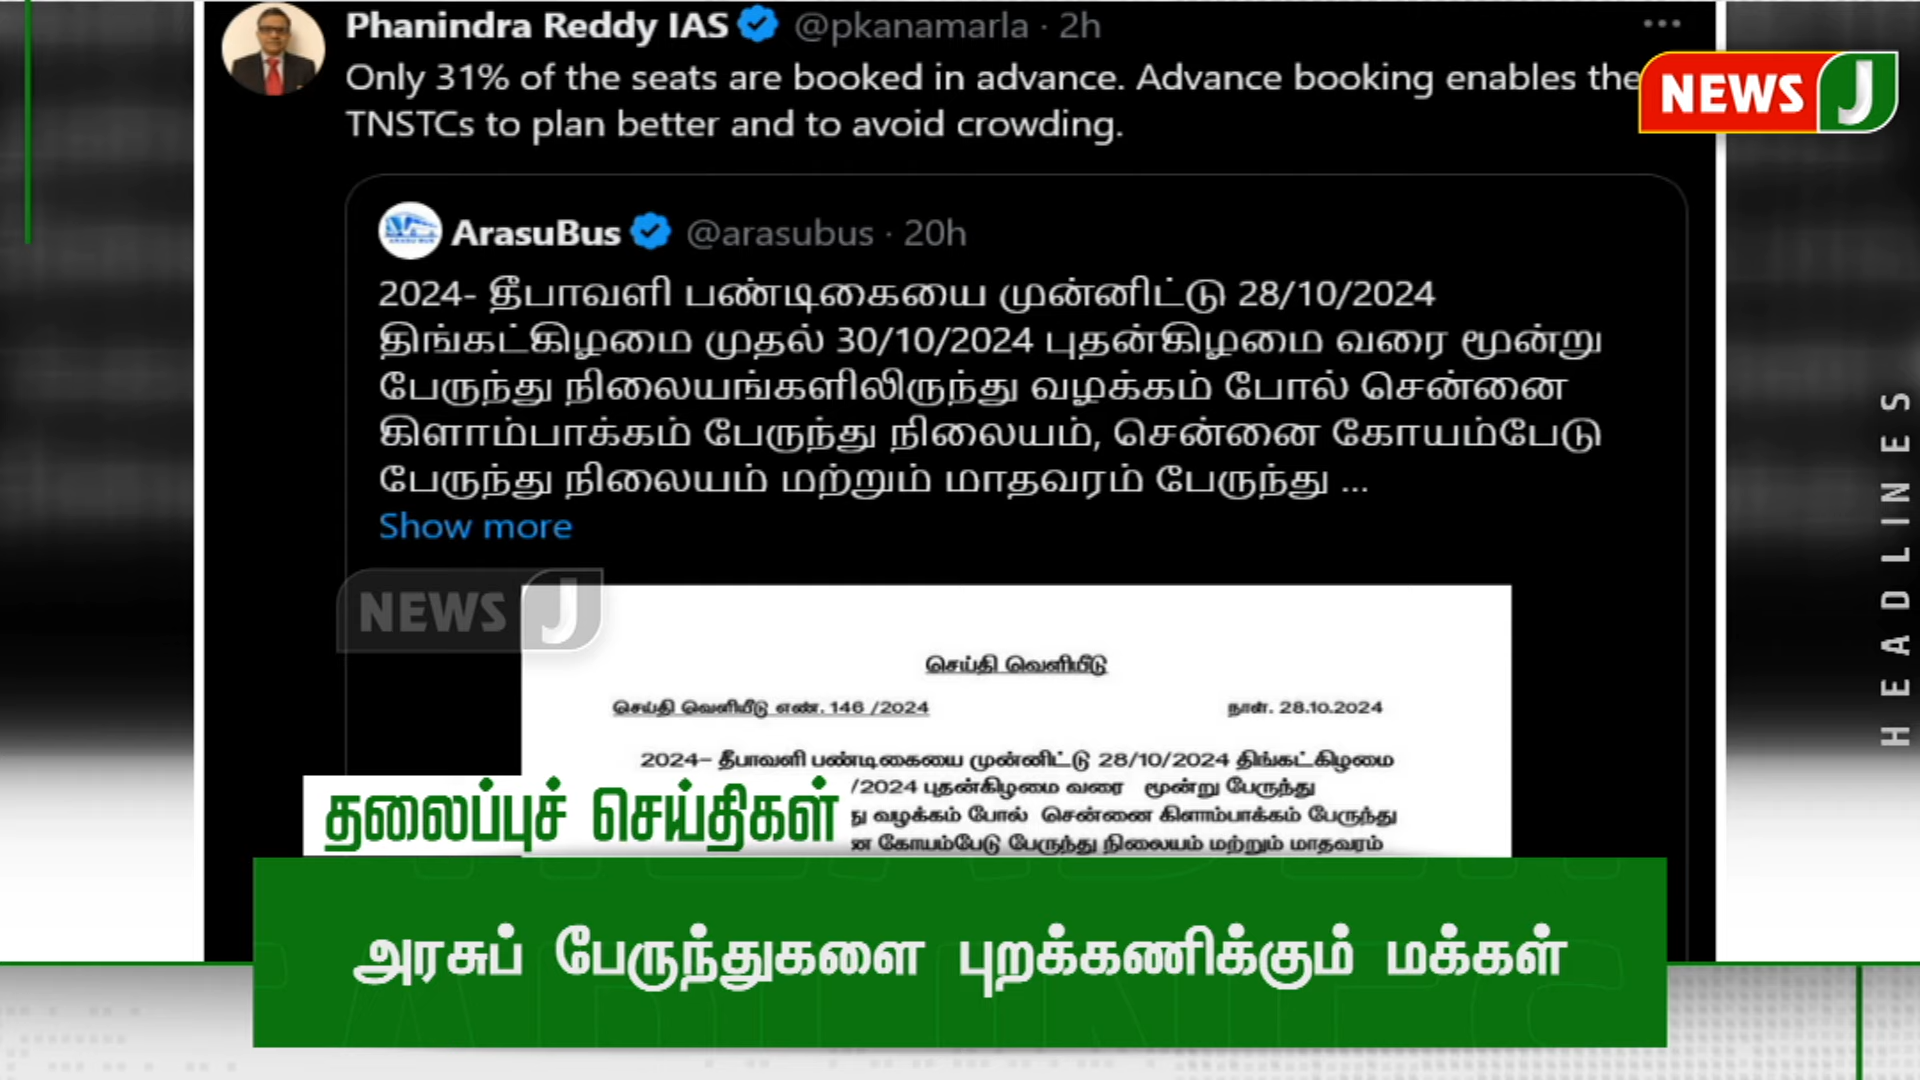 Phanindra Reddy IAS @pkanamarla · 2h
Only 31% of the seats are booked in advance. Advance booking enables the
TNSTCs to plan better and to avoid crowding.
NEWS J
ArasuBus @arasubus · 20h
2024- தீபாவளி பண்டிகையை முன்னிட்டு 28/10/2024
திங்கட்கிழமை முதல் 30/10/2024 புதன்கிழமை வரை மூன்று
பேருந்து நிலையங்களிலிருந்து வழக்கம் போல் சென்னை
கிளாம்பாக்கம் பேருந்து நிலையம், சென்னை கோயம்பேடு
பேருந்து நிலையம் மற்றும் மாதவரம் பேருந்து ...
Show more
HEADLINES
NEWS J
செய்தி வெளியீடு
செய்தி வெளியீடு எண். 146 /2024 நாள். 28.10.2024
2024– தீபாவளி பண்டிகையை முன்னிட்டு 28/10/2024 திங்கட்கிழமை
/2024 புதன்கிழமை வரை மூன்று பேருந்து
து வழக்கம் போல் சென்னை கிளாம்பாக்கம் பேருந்து
ன கோயம்பேடு பேருந்து நிலையம் மற்றும் மாதவரம்
தலைப்புச் செய்திகள்
அரசுப் பேருந்துகளை புறக்கணிக்கும் மக்கள்